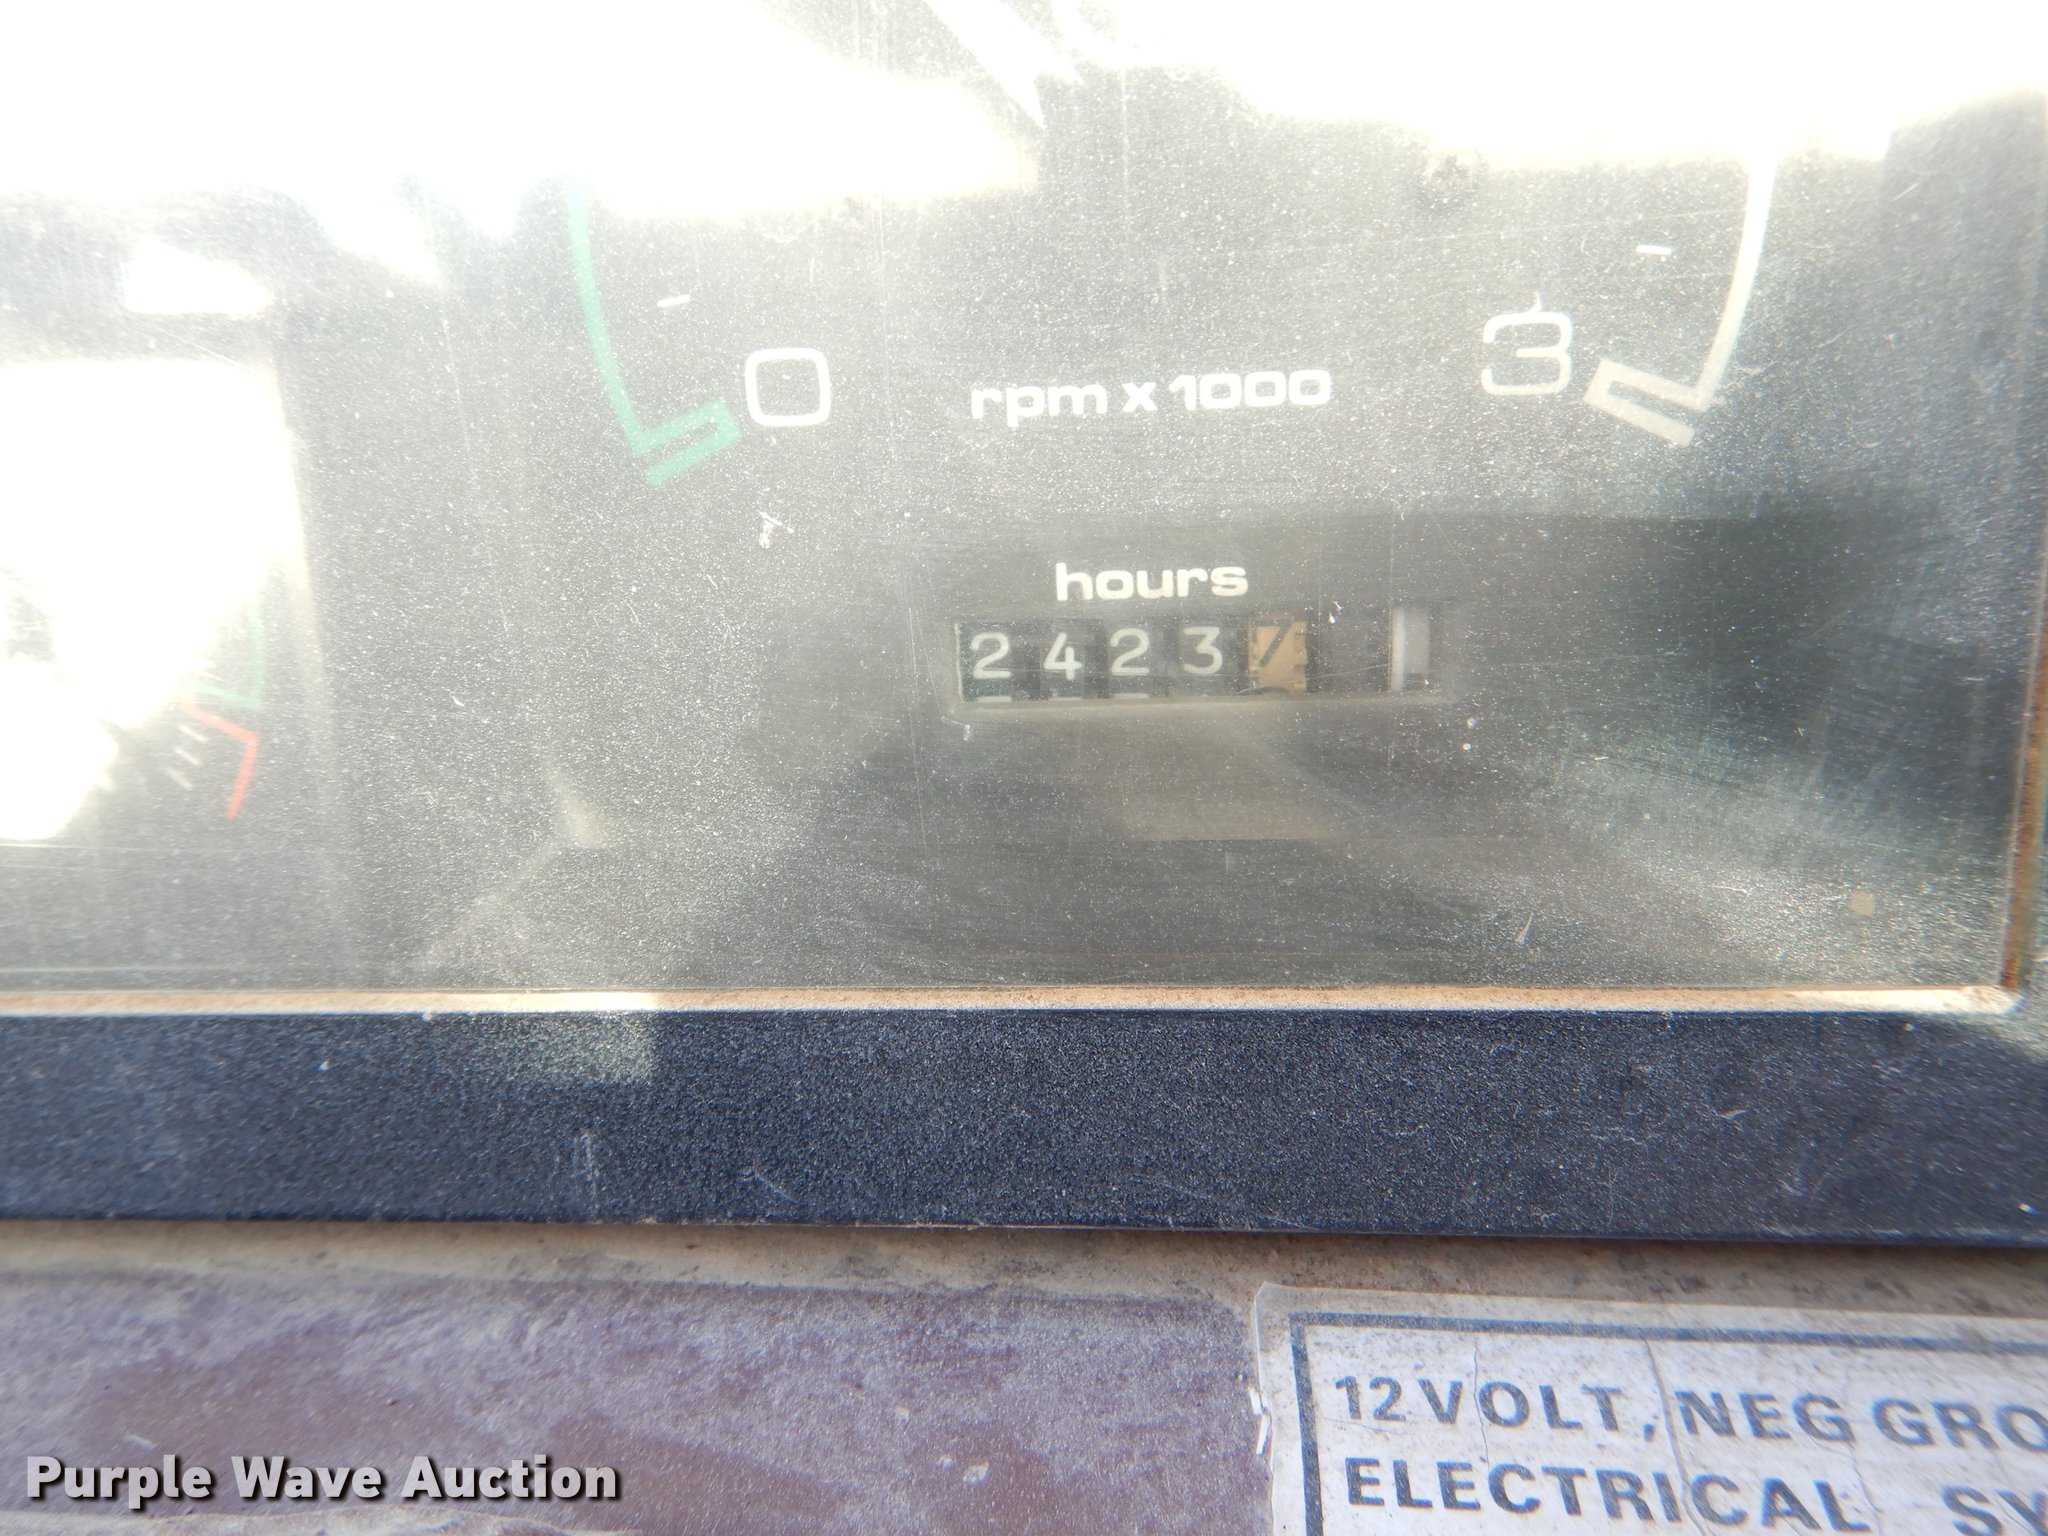 0
3
rpm x 1000
hours
2423
12 VOLT, NEG GRO
ELECTRICAL SY
Purple Wave Auction